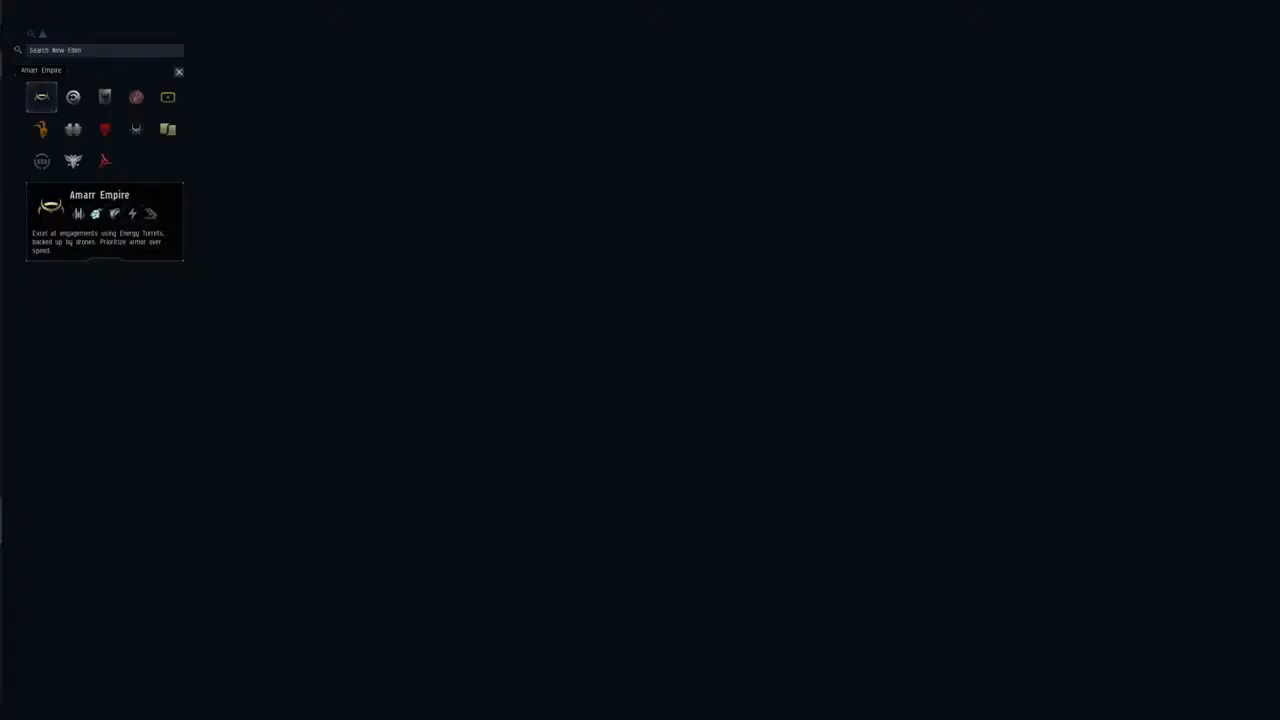 Search New Eden
Amarr Empire
Amarr Empire
Excel at engagements using Energy Turrets,
backed up by drones. Prioritize armor over
speed.